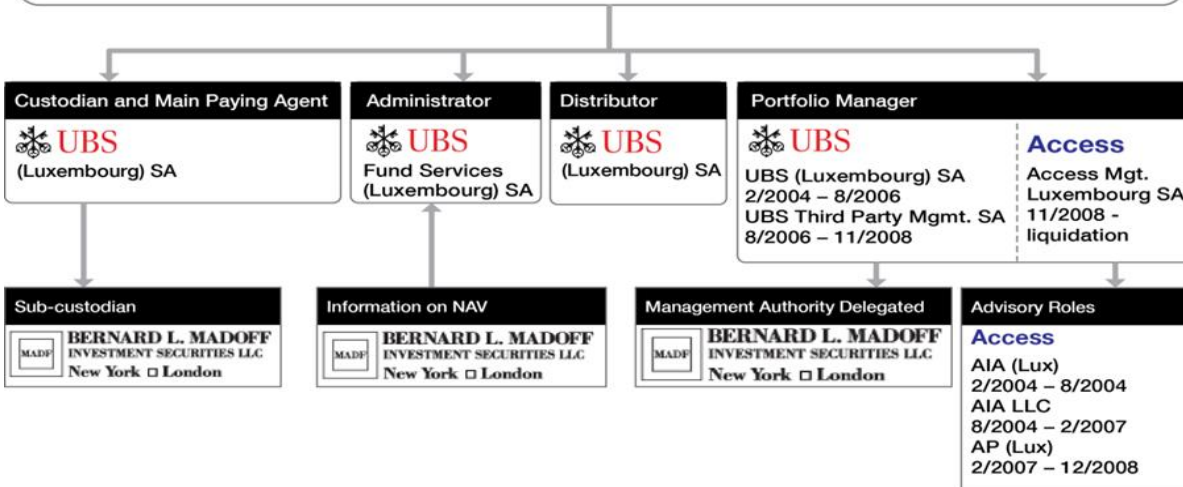 Custodian and Main Paying Agent
UBS
(Luxembourg) SA
Administrator
UBS
Fund Services
(Luxembourg) SA
Distributor
UBS
(Luxembourg) SA
Portfolio Manager
UBS
UBS (Luxembourg) SA
2/2004 – 8/2006
UBS Third Party Mgmt. SA
8/2006 – 11/2008
Access
Access Mgt.
Luxembourg SA
11/2008 -
liquidation
Sub-custodian
MADF
BERNARD L. MADOFF
INVESTMENT SECURITIES LLC
New York □ London
Information on NAV
MADF
BERNARD L. MADOFF
INVESTMENT SECURITIES LLC
New York □ London
Management Authority Delegated
MADF
BERNARD L. MADOFF
INVESTMENT SECURITIES LLC
New York □ London
Advisory Roles
Access
AIA (Lux)
2/2004 – 8/2004
AIA LLC
8/2004 – 2/2007
AP (Lux)
2/2007 – 12/2008